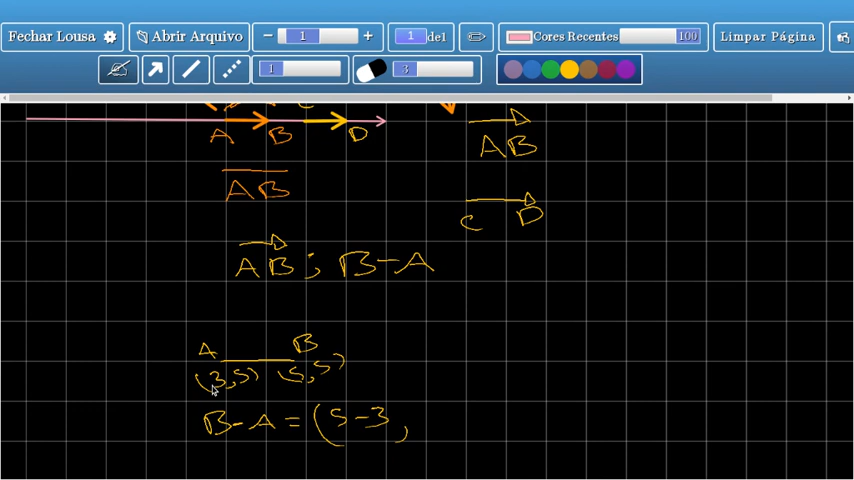 Fechar Lousa Abrir Arquivo − 1 + 1 de1 Cores Recentes 100 Limpar Página
1 3
A B D
AB
AB
C D
AB ; B-A
A B
(3,5) (5,5)
B-A = (5-3,